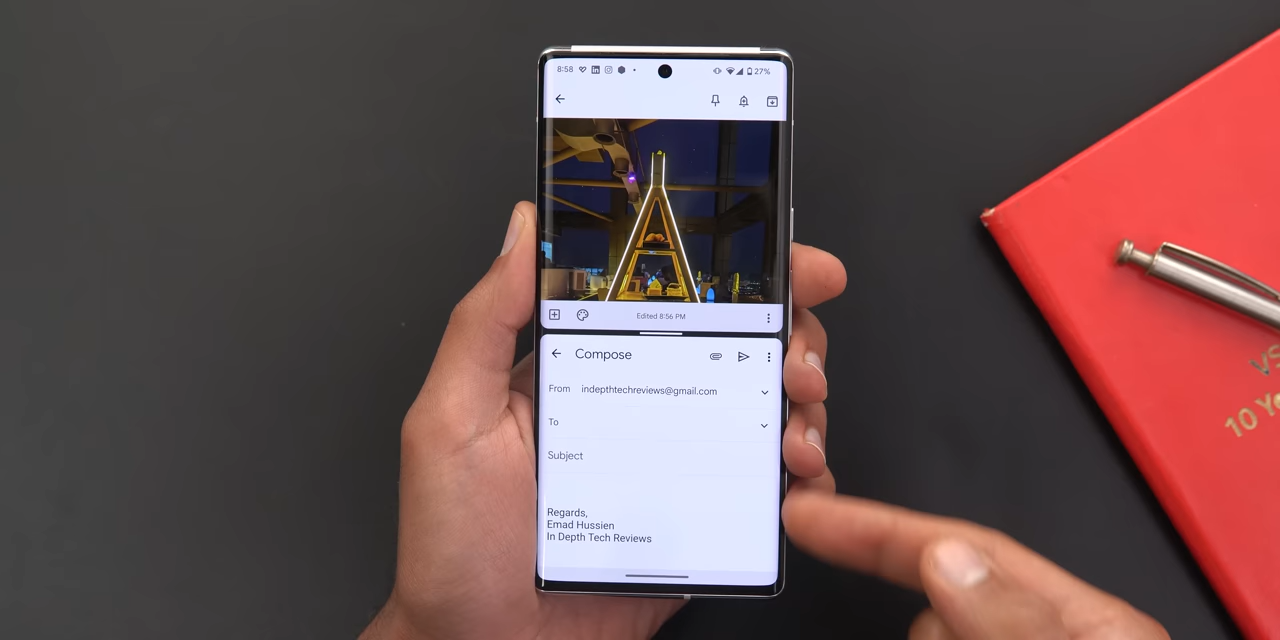 8:58
27%
Edited 8:56 PM
Compose
From indepthtechreviews@gmail.com
To
Subject
Regards,
Emad Hussien
In Depth Tech Reviews
VS
10 Ye